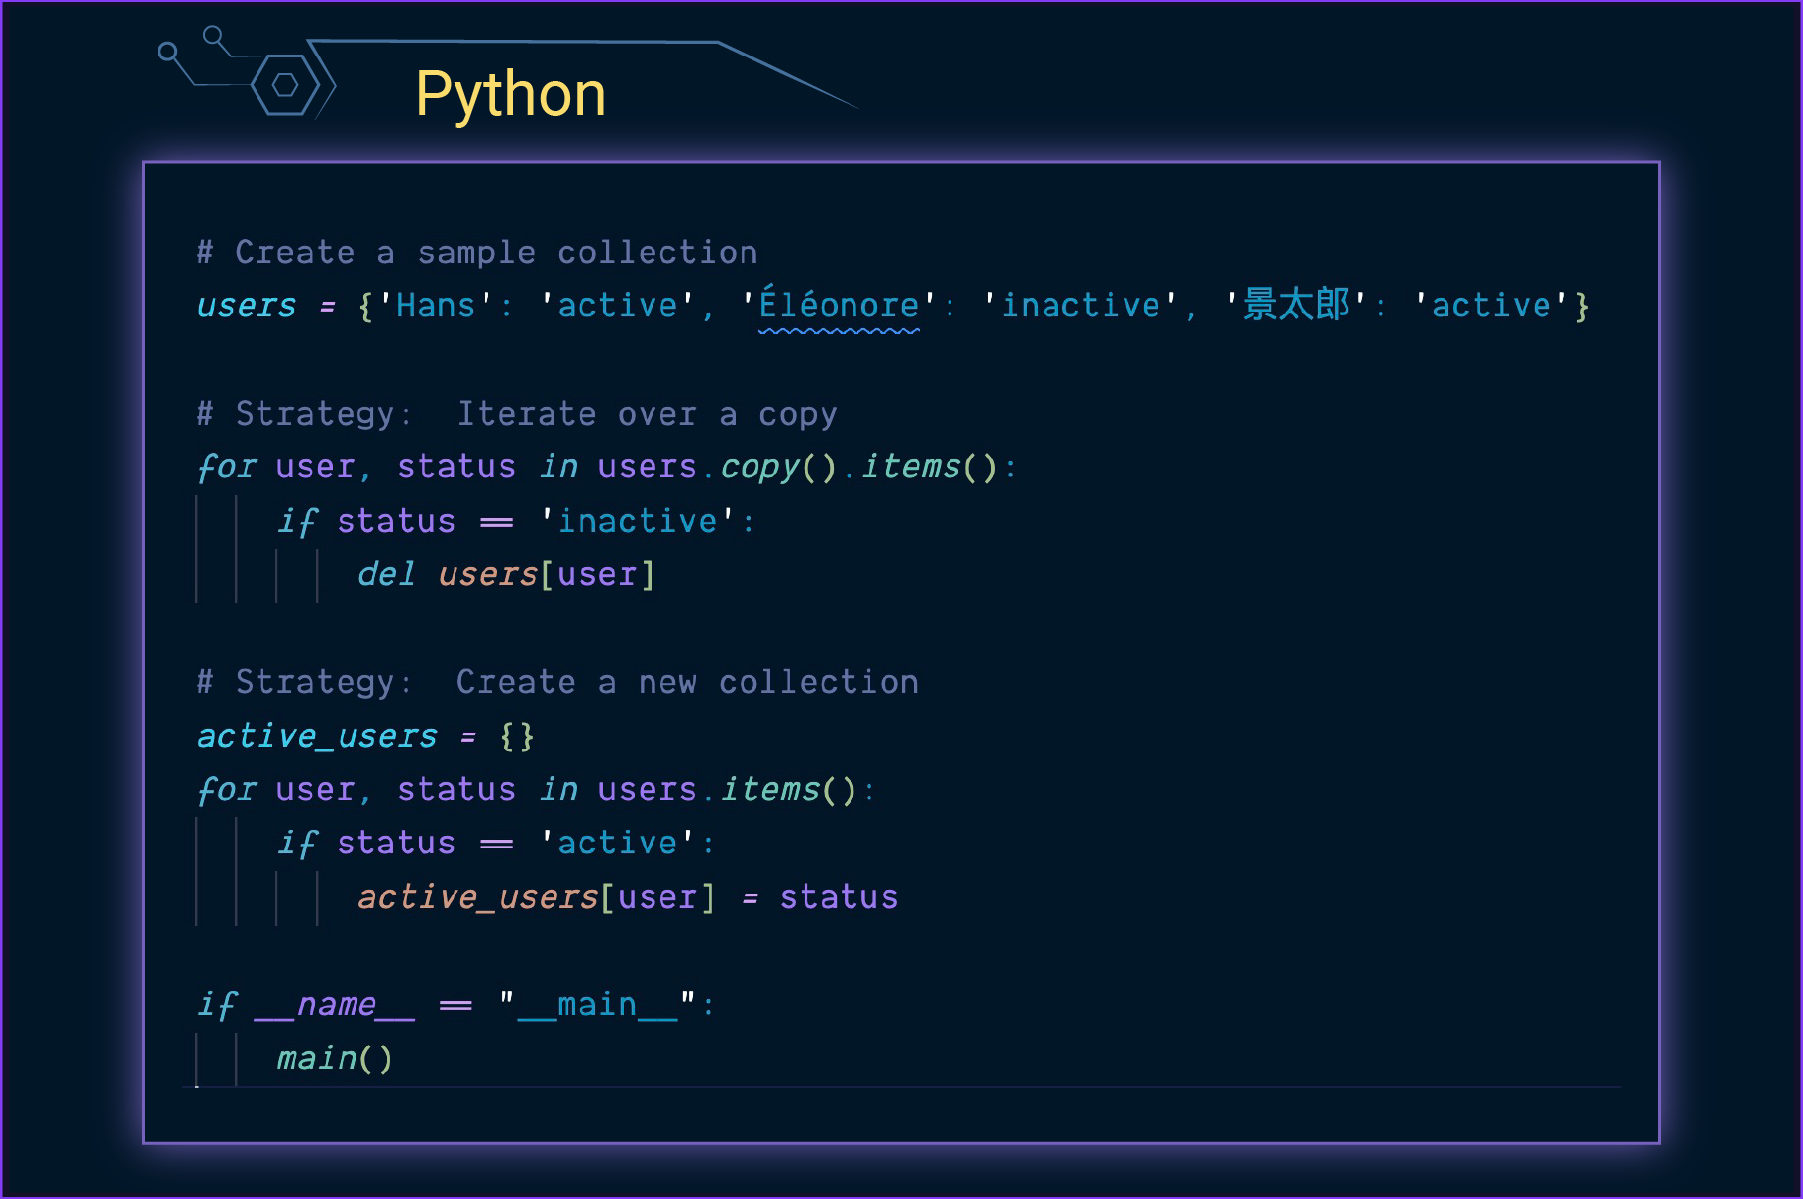 Python
# Create a sample collection
users = {'Hans': 'active', 'Éléonore': 'inactive', '景太郎': 'active'}
# Strategy:  Iterate over a copy
for user, status in users.copy().items():
    if status == 'inactive':
        del users[user]
# Strategy:  Create a new collection
active_users = {}
for user, status in users.items():
    if status == 'active':
        active_users[user] = status
if __name__ == "__main__":
    main()